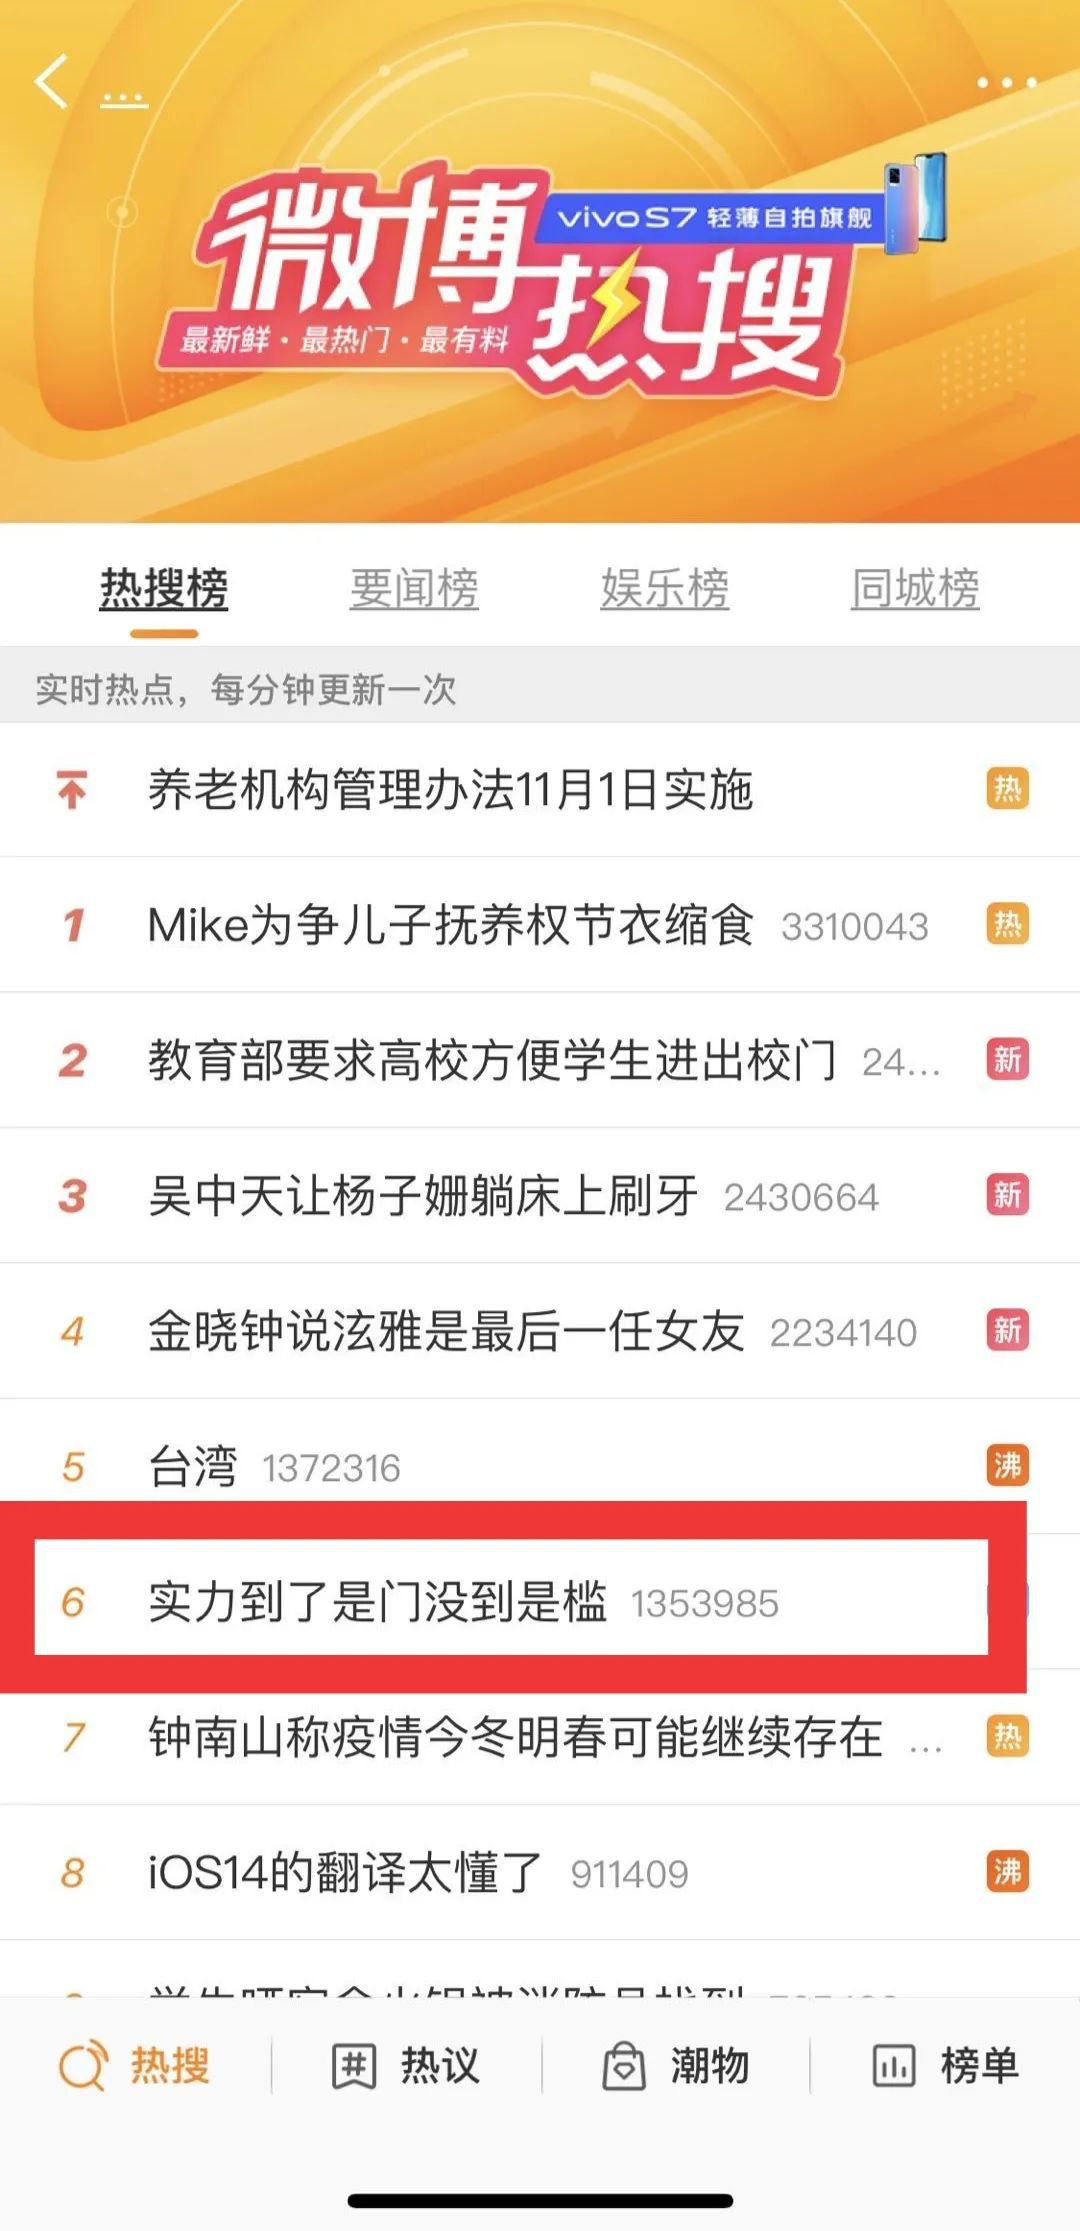 ...
微博热搜
vivo S7 轻薄自拍旗舰
最新鲜·最热门·最有料
热搜榜 要闻榜 娱乐榜 同城榜
实时热点，每分钟更新一次
养老机构管理办法11月1日实施 热
1 Mike为争儿子抚养权节衣缩食 3310043 热
2 教育部要求高校方便学生进出校门 24... 新
3 吴中天让杨子姗躺床上刷牙 2430664 新
4 金晓钟说泫雅是最后一任女友 2234140 新
5 台湾 1372316 沸
6 实力到了是门没到是槛 1353985
7 钟南山称疫情今冬明春可能继续存在 ... 热
8 iOS14的翻译太懂了 911409 沸
热搜 热议 潮物 榜单